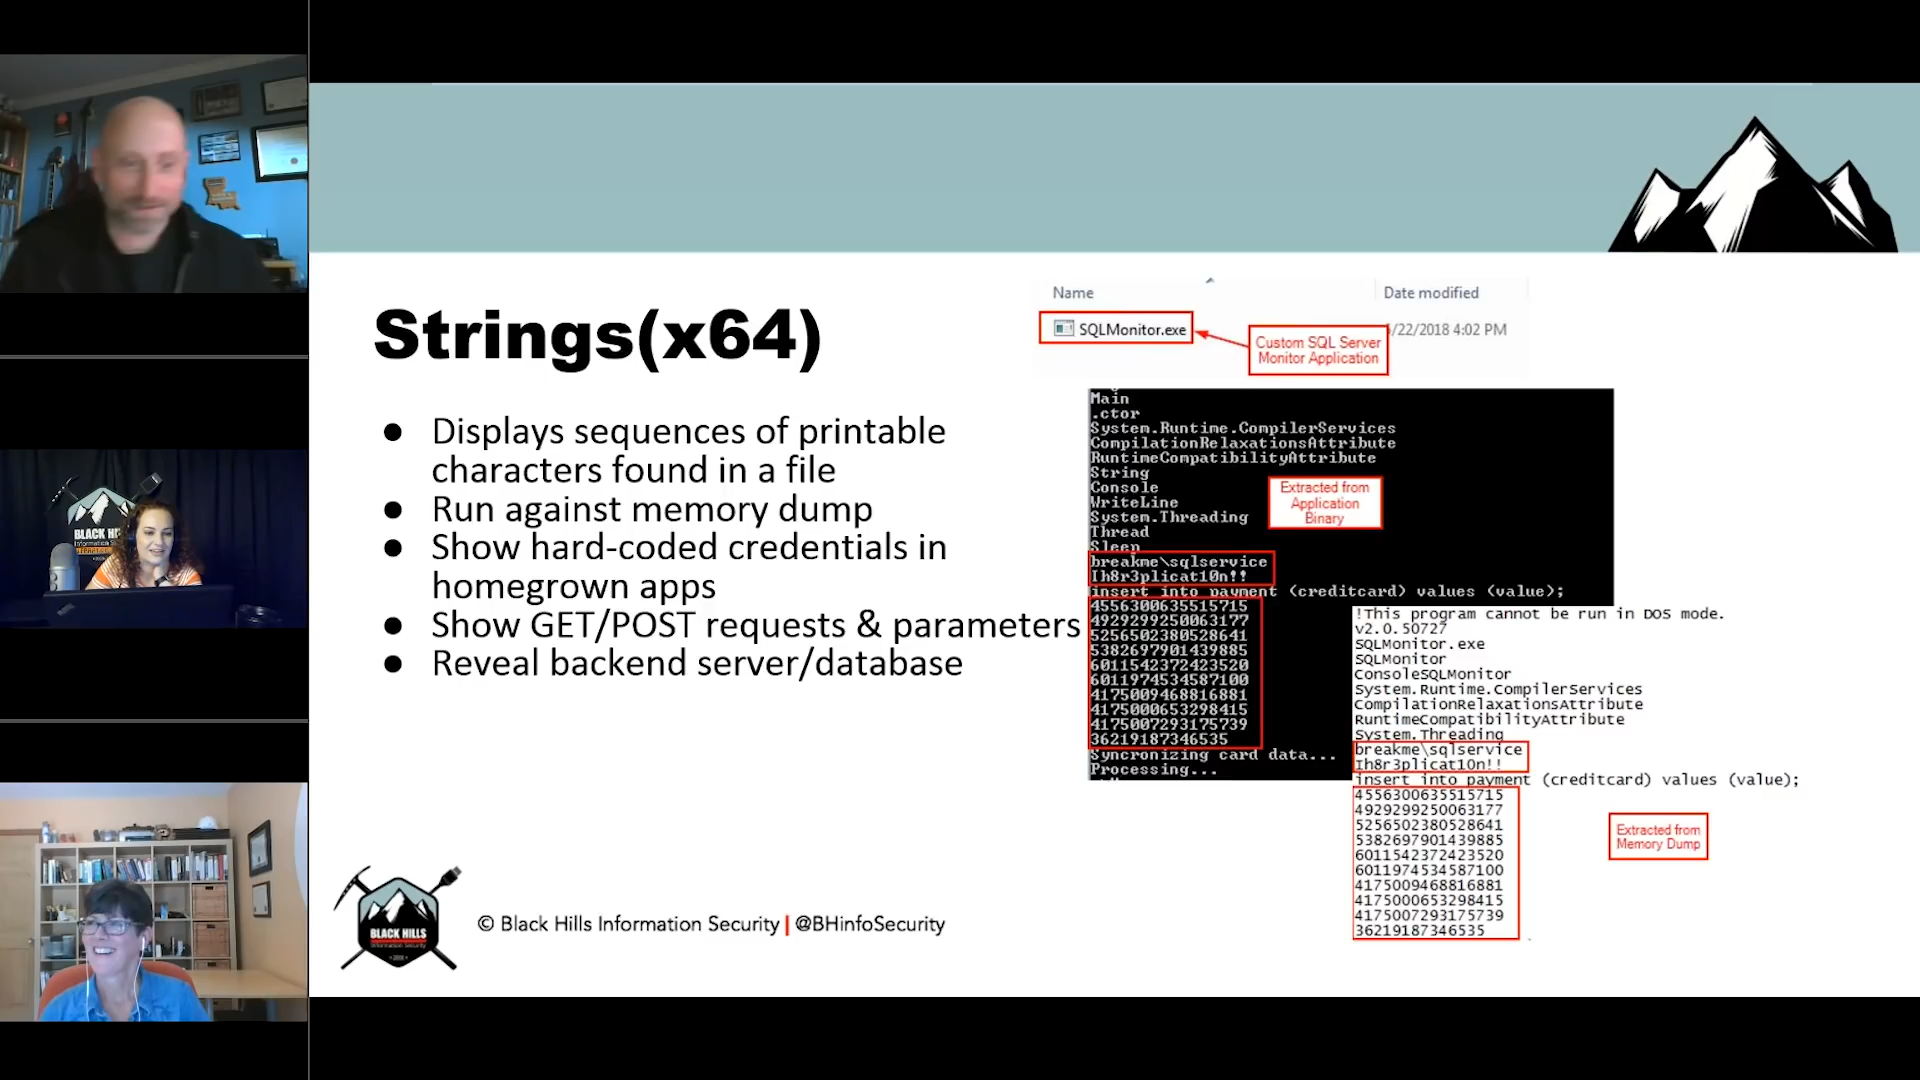 Name
Date modified
SQLMonitor.exe
/22/2018 4:02 PM
Custom SQL Server
Monitor Application
Strings(x64)
● Displays sequences of printable
characters found in a file
● Run against memory dump
● Show hard-coded credentials in
homegrown apps
● Show GET/POST requests & parameters
● Reveal backend server/database
Main
.ctor
System.Runtime.CompilerServices
CompilationRelaxationsAttribute
RuntimeCompatibilityAttribute
String
Console
WriteLine
System.Threading
Thread
Sleep
breakme\sqlservice
Ih8r3plicat10n!!
insert into payment (creditcard) values (value);
4556300635515715
4929299250063177
5256502380528641
5382697901439885
6011542372423520
6011974534587100
4175009468816881
4175000653298415
4175007293175739
36219187346535
Syncronizing card data...
Processing...
Extracted from
Application
Binary
!This program cannot be run in DOS mode.
v2.0.50727
SQLMonitor.exe
SQLMonitor
ConsoleSQLMonitor
System.Runtime.CompilerServices
CompilationRelaxationsAttribute
RuntimeCompatibilityAttribute
System.Threading
breakme\sqlservice
Ih8r3plicat10n!!
insert into payment (creditcard) values (value);
4556300635515715
4929299250063177
5256502380528641
5382697901439885
6011542372423520
6011974534587100
4175009468816881
4175000653298415
4175007293175739
36219187346535
Extracted from
Memory Dump
BLACK HILLS
Information Security
© Black Hills Information Security | @BHinfoSecurity
BLACK HI